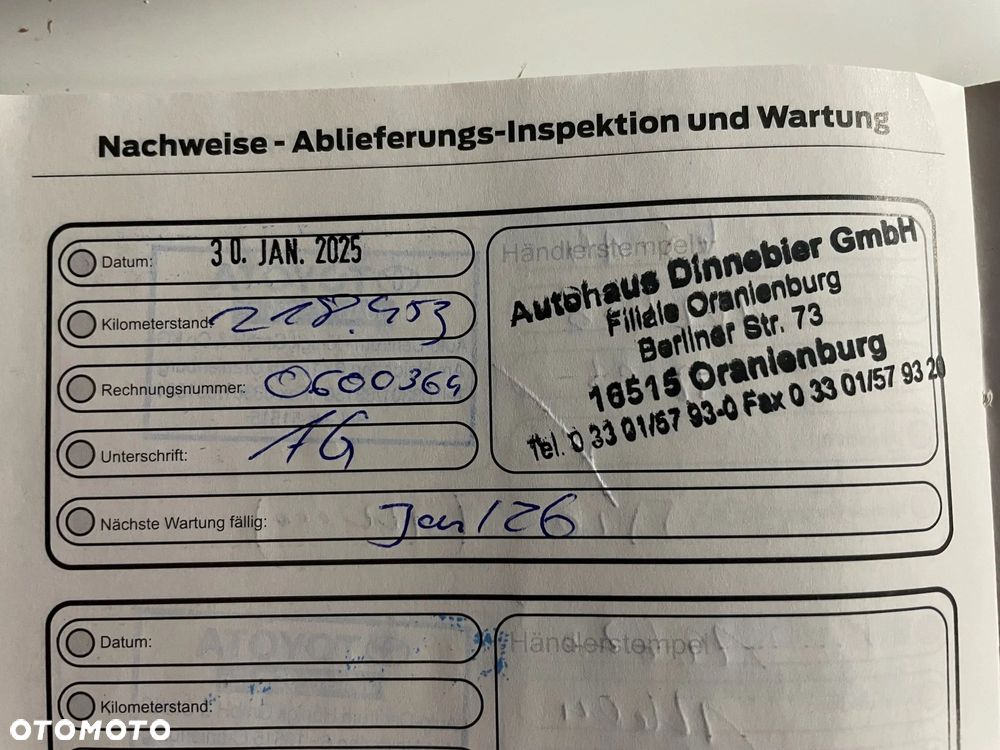 Nachweise - Ablieferungs-Inspektion und Wartung
Datum: 30. JAN. 2025
Kilometerstand: 218.453
Rechnungsnummer: 0600364
Unterschrift:
Nächste Wartung fällig: Jan / 26
Händlerstempel
Autohaus Dinnebier GmbH
Filiale Oranienburg
Berliner Str. 73
16515 Oranienburg
Tel. 0 33 01/57 93-0 Fax 0 33 01/57 93 20
Datum:
Kilometerstand:
Händlerstempel
OTOMOTO